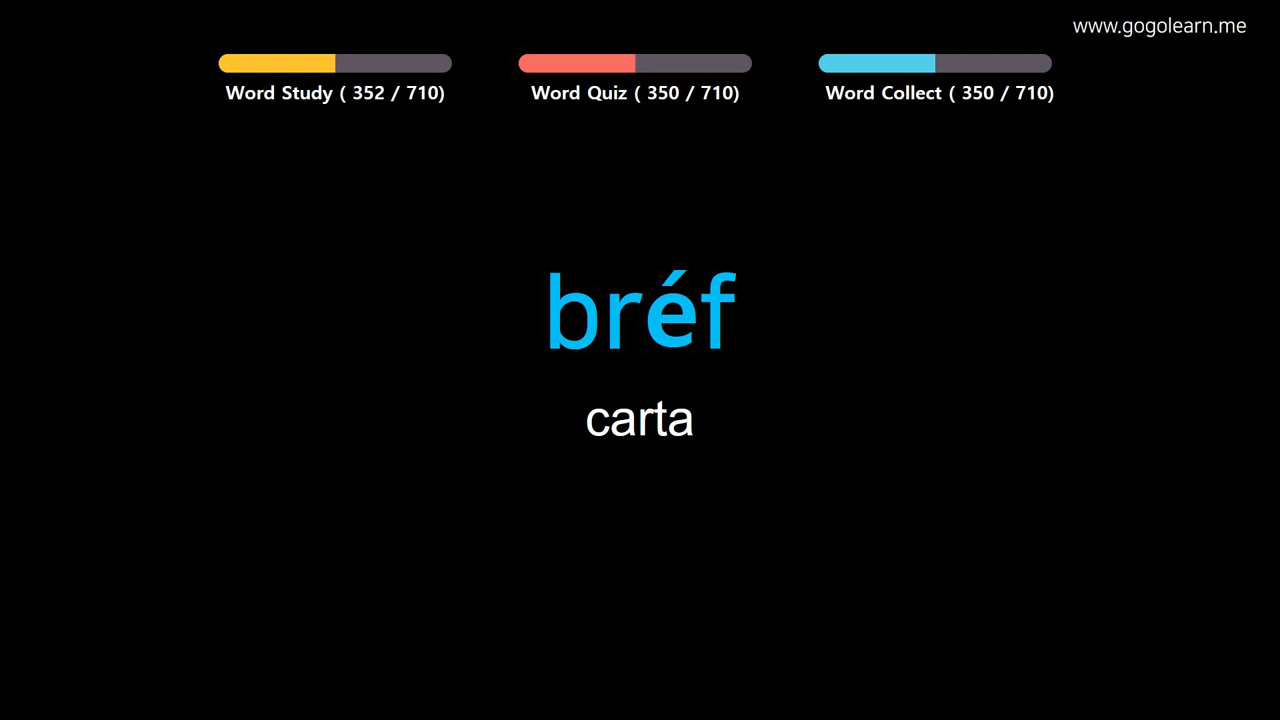 www.gogolearn.me
Word Study ( 352 / 710)
Word Quiz ( 350 / 710)
Word Collect ( 350 / 710)
bréf
carta